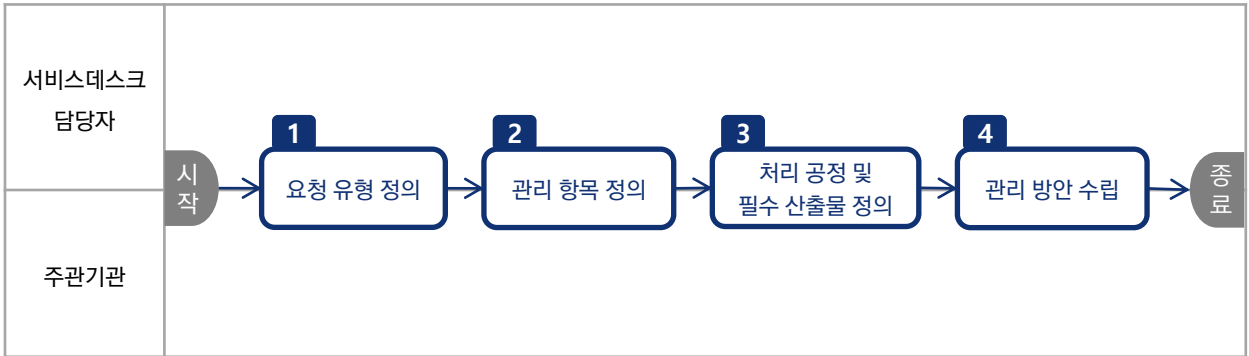 서비스데스크
담당자
주관기관
시
작
1
요청 유형 정의
2
관리 항목 정의
3
처리 공정 및
필수 산출물 정의
4
관리 방안 수립
종
료